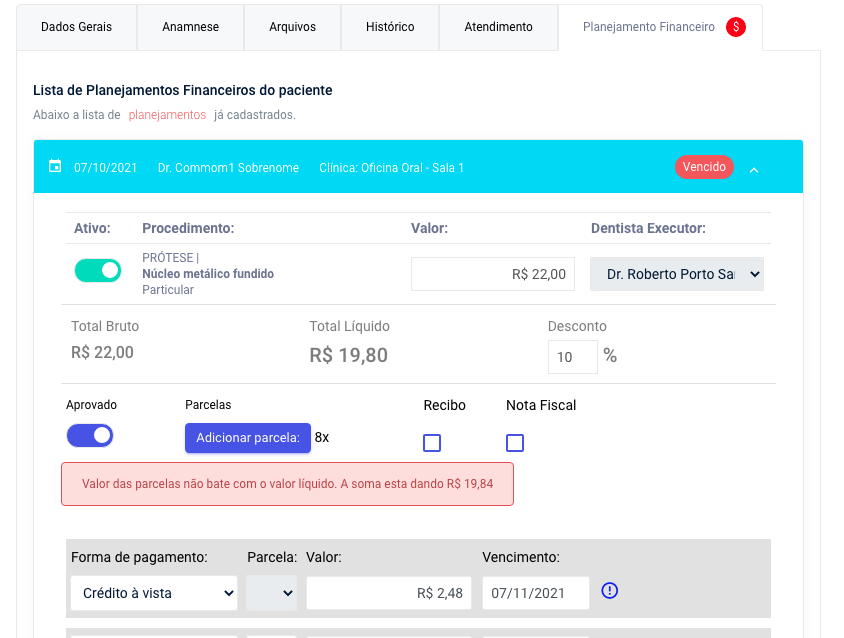 Dados Gerais Anamnese Arquivos Histórico Atendimento Planejamento Financeiro $
Lista de Planejamentos Financeiros do paciente
Abaixo a lista de planejamentos já cadastrados.
07/10/2021 Dr. Commom1 Sobrenome Clínica: Oficina Oral - Sala 1 Vencido
Ativo: Procedimento: Valor: Dentista Executor:
PRÓTESE |
Núcleo metálico fundido R$ 22,00 Dr. Roberto Porto Sa
Particular
Total Bruto Total Líquido Desconto
R$ 22,00 R$ 19,80 10 %
Aprovado Parcelas Recibo Nota Fiscal
Adicionar parcela: 8x
Valor das parcelas não bate com o valor líquido. A soma esta dando R$ 19,84
Forma de pagamento: Parcela: Valor: Vencimento:
Crédito à vista R$ 2,48 07/11/2021